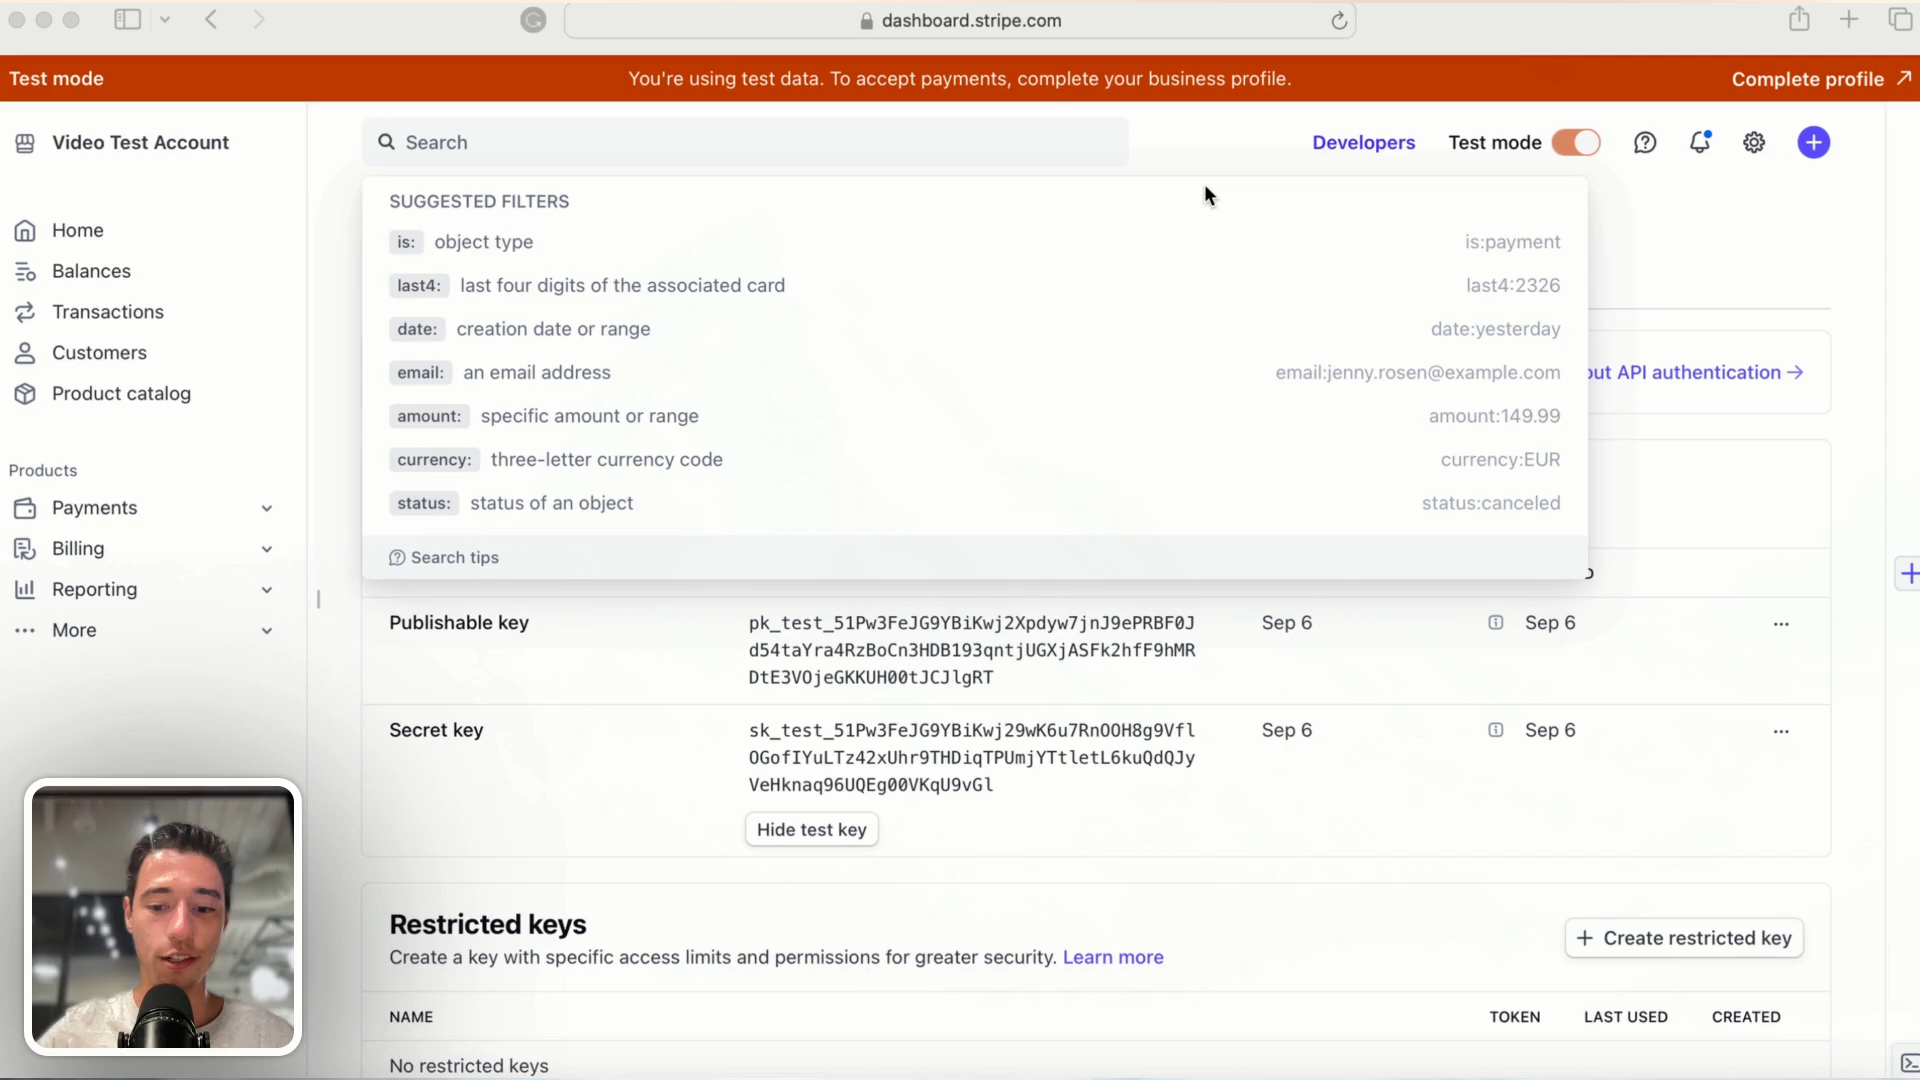 dashboard.stripe.com
Test mode
You're using test data. To accept payments, complete your business profile.
Complete profile
Video Test Account
Search
Developers
Test mode
SUGGESTED FILTERS
is: object type is:payment
last4: last four digits of the associated card last4:2326
date: creation date or range date:yesterday
email: an email address email:jenny.rosen@example.com
amount: specific amount or range amount:149.99
currency: three-letter currency code currency:EUR
status: status of an object status:canceled
Search tips
Home
Balances
Transactions
Customers
Product catalog
Products
Payments
Billing
Reporting
More
API authentication
Publishable key
pk_test_51Pw3FeJG9YBiKwj2Xpdyw7jnJ9ePRBF0J
d54taYra4RzBoCn3HDB193qntjUGXjASFk2hfF9hMR
DtE3VOjeGKKUH00tJCJlgRT
Sep 6
Sep 6
Secret key
sk_test_51Pw3FeJG9YBiKwj29wK6u7RnOOH8g9Vfl
OGofIYuLTz42xUhr9THDiqTPUmjYTtletL6kuQdQJy
VeHknaq96UQEg00VKqU9vGl
Sep 6
Sep 6
Hide test key
Restricted keys
Create a key with specific access limits and permissions for greater security. Learn more
Create restricted key
NAME TOKEN LAST USED CREATED
No restricted keys